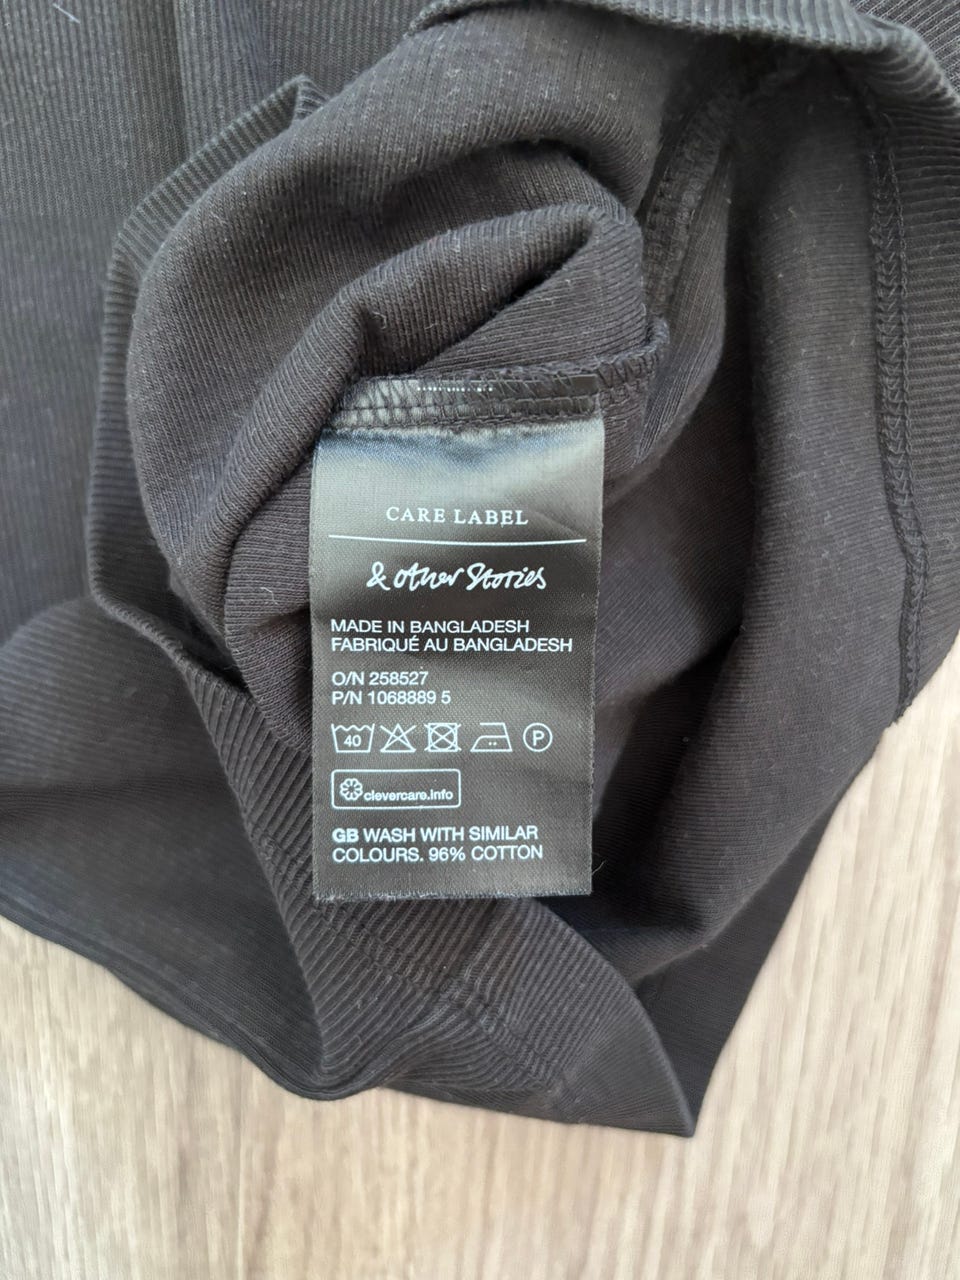 CARE LABEL
& other Stories
MADE IN BANGLADESH
FABRIQUÉ AU BANGLADESH
O/N 258527
P/N 1068889 5
40 P
clevercare.info
GB WASH WITH SIMILAR
COLOURS. 96% COTTON